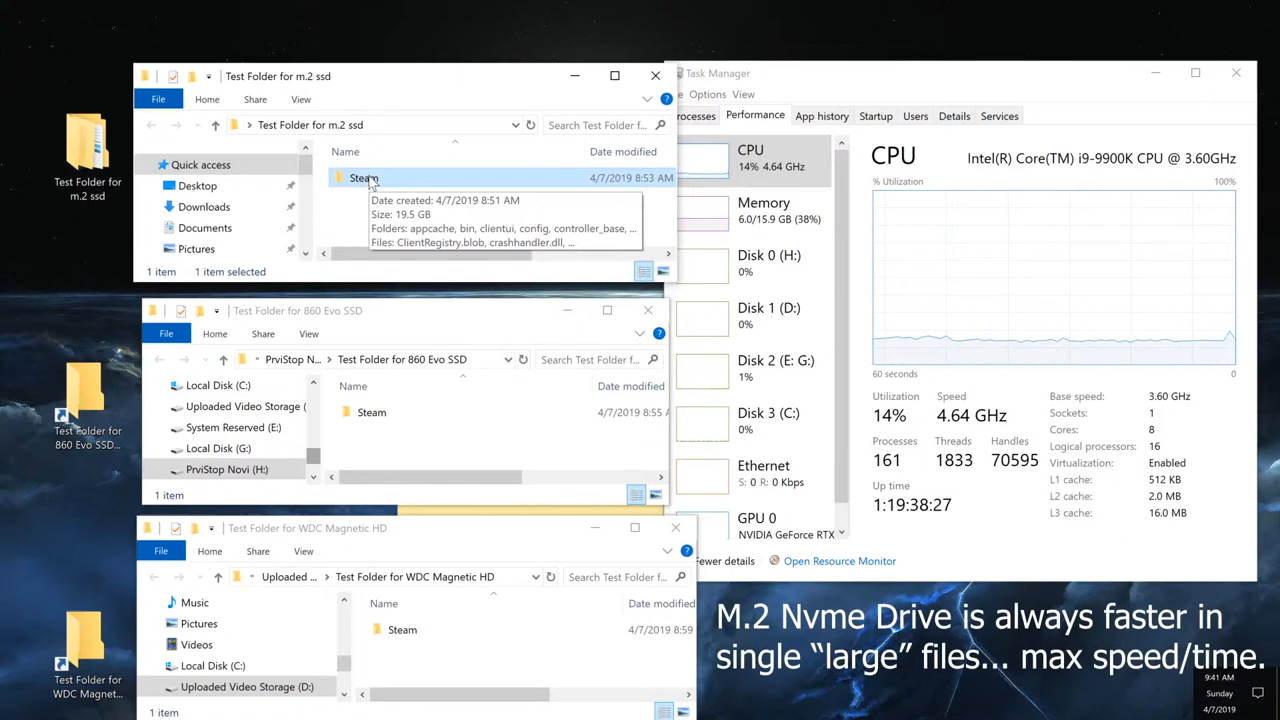 Test Folder for m.2 ssd
File Home Share View
Test Folder for m.2 ssd
Search Test Folder f...
Name Date modified
Quick access
Desktop
Downloads
Documents
Pictures
Steam 4/7/2019 8:53 AM
Date created: 4/7/2019 8:51 AM
Size: 19.5 GB
Folders: appcache, bin, clientui, config, controller_base, ...
Files: ClientRegistry.blob, crashhandler.dll, ...
1 item 1 item selected
Test Folder for
m.2 ssd
Test Folder for 860 Evo SSD
File Home Share View
PrviStop N... Test Folder for 860 Evo SSD
Search Test Folder f...
Name Date modified
Local Disk (C:)
Uploaded Video Storage (
System Reserved (E:)
Local Disk (G:)
PrviStop Novi (H:)
Steam 4/7/2019 8:55 A
1 item
Test Folder for
860 Evo SSD...
Test Folder for WDC Magnetic HD
File Home Share View
Uploaded ... Test Folder for WDC Magnetic HD
Search Test F...
Name Date modified
Music
Pictures
Videos
Local Disk (C:)
Uploaded Video Storage (D:)
Steam 4/7/2019 8:59
1 item
Test Folder for
WDC Magnet...
Task Manager
Options View
rocesses Performance App history Startup Users Details Services
CPU
14% 4.64 GHz
Memory
6.0/15.9 GB (38%)
Disk 0 (H:)
0%
Disk 1 (D:)
0%
Disk 2 (E: G:)
1%
Disk 3 (C:)
0%
Ethernet
S: 0 R: 0 Kbps
GPU 0
NVIDIA GeForce RTX
CPU Intel(R) Core(TM) i9-9900K CPU @ 3.60GHz
% Utilization 100%
60 seconds 0
Utilization Speed
14% 4.64 GHz
Processes Threads Handles
161 1833 70595
Up time
1:19:38:27
Base speed: 3.60 GHz
Sockets: 1
Cores: 8
Logical processors: 16
Virtualization: Enabled
L1 cache: 512 KB
L2 cache: 2.0 MB
L3 cache: 16.0 MB
Fewer details Open Resource Monitor
M.2 Nvme Drive is always faster in
single “large” files... max speed/time.
9:41 AM
Sunday
4/7/2019